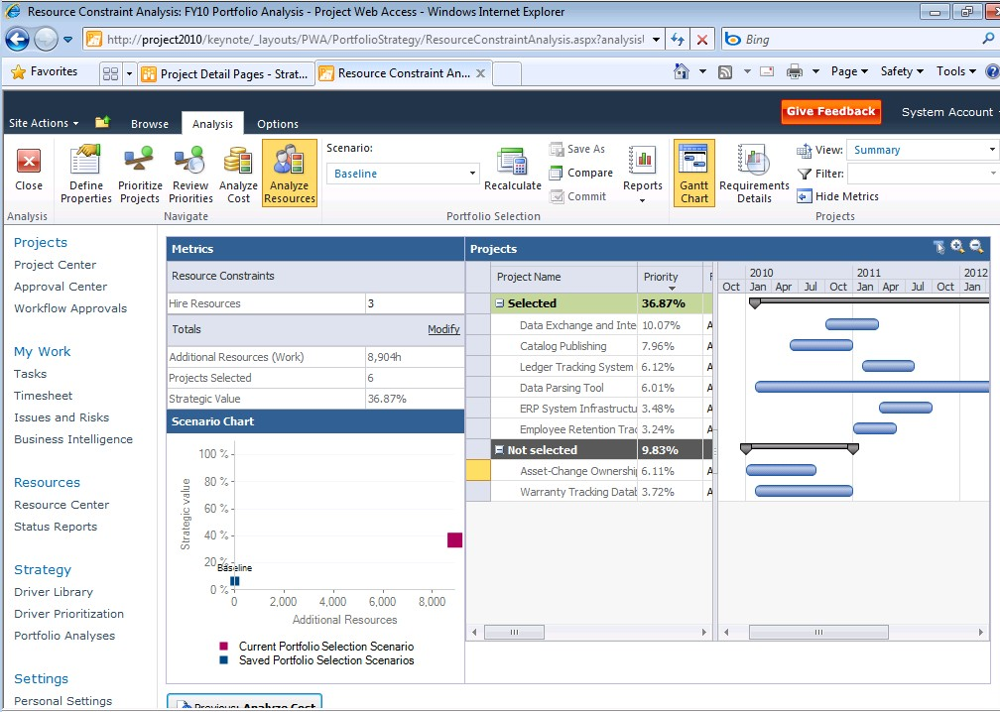 Resource Constraint Analysis: FY10 Portfolio Analysis - Project Web Access - Windows Internet Explorer
http://project2010/keynote/_layouts/PWA/PortfolioStrategy/ResourceConstraintAnalysis.aspx?analysisl
Bing
Favorites
Project Detail Pages - Strat...
Resource Constraint An...
Page
Safety
Tools
Site Actions
Browse
Analysis
Options
Give Feedback
System Account
Close
Define Properties
Prioritize Projects
Review Priorities
Analyze Cost
Analyze Resources
Scenario:
Baseline
Recalculate
Save As
Compare
Commit
Reports
Gantt Chart
Requirements Details
View: Summary
Filter:
Hide Metrics
Analysis
Navigate
Portfolio Selection
Projects
Projects
Project Center
Approval Center
Workflow Approvals
My Work
Tasks
Timesheet
Issues and Risks
Business Intelligence
Resources
Resource Center
Status Reports
Strategy
Driver Library
Driver Prioritization
Portfolio Analyses
Settings
Personal Settings
Metrics
Resource Constraints
Hire Resources 3
Totals Modify
Additional Resources (Work) 8,904h
Projects Selected 6
Strategic Value 36.87%
Scenario Chart
Strategic value
100 %
80 %
60 %
40 %
20 %
0 %
Baseline
0 2,000 4,000 6,000 8,000
Additional Resources
Current Portfolio Selection Scenario
Saved Portfolio Selection Scenarios
Previous: Analyze Cost
Projects
Project Name Priority F
Selected 36.87%
Data Exchange and Inte 10.07% A
Catalog Publishing 7.96% A
Ledger Tracking System 6.12% A
Data Parsing Tool 6.01% A
ERP System Infrastructu 3.48% A
Employee Retention Trac 3.24% A
Not selected 9.83%
Asset-Change Ownership 6.11% A
Warranty Tracking Datab 3.72% A
2010 2011 2012
Oct Jan Apr Jul Oct Jan Apr Jul Oct Jan